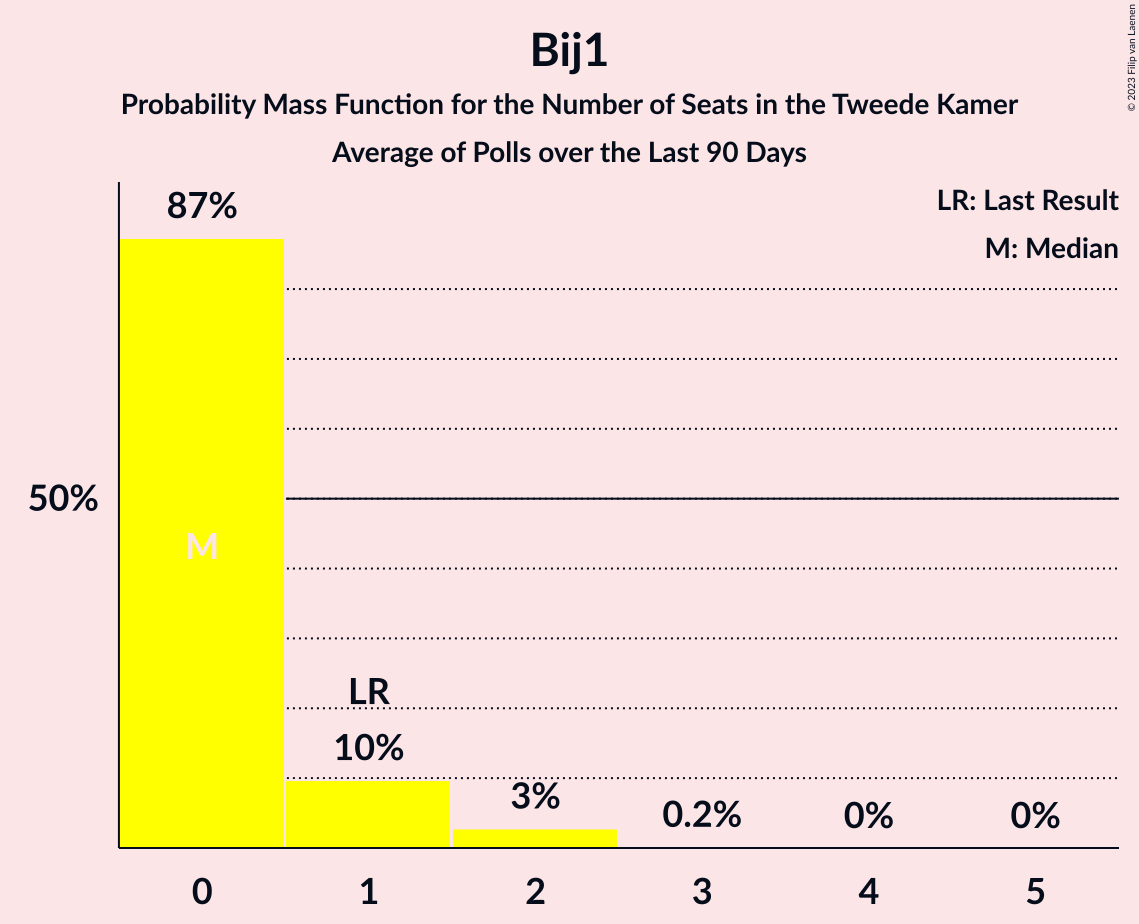 Bij1
Probability Mass Function for the Number of Seats in the Tweede Kamer
Average of Polls over the Last 90 Days
© 2023 Filip van Laenen
LR: Last Result
M: Median
87%
50%
M
LR
10%
3%
0.2%
0%
0%
0 1 2 3 4 5